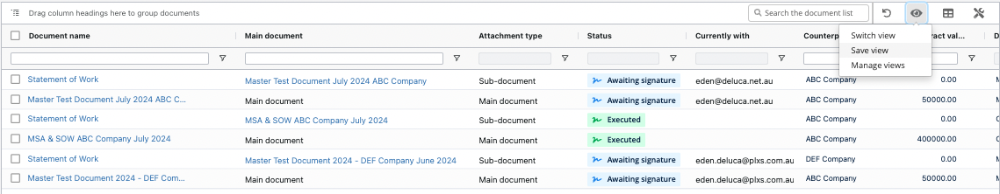 Drag column headings here to group documents
Search the document list
Switch view
Save view
Manage views
Document name Main document Attachment type Status Currently with Counterp ract val... D
Statement of Work Master Test Document July 2024 ABC Company Sub-document Awaiting signature eden@deluca.net.au ABC Company 0.00
Master Test Document July 2024 ABC C... Main document Main document Awaiting signature eden@deluca.net.au ABC Company 50000.00
Statement of Work MSA & SOW ABC Company July 2024 Sub-document Executed ABC Company 0.00
MSA & SOW ABC Company July 2024 Main document Main document Executed ABC Company 400000.00
Statement of Work Master Test Document 2024 - DEF Company June 2024 Sub-document Awaiting signature eden.deluca@plxs.com.au DEF Company 0.00
Master Test Document 2024 - DEF Com... Main document Main document Awaiting signature eden.deluca@plxs.com.au ABC Company 50000.00